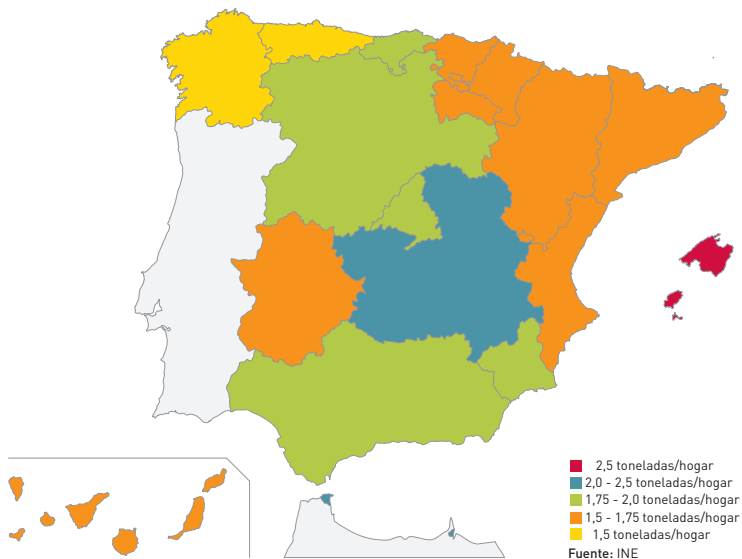 2,5 toneladas/hogar
2,0 - 2,5 toneladas/hogar
1,75 - 2,0 toneladas/hogar
1,5 - 1,75 toneladas/hogar
1,5 toneladas/hogar
Fuente: INE